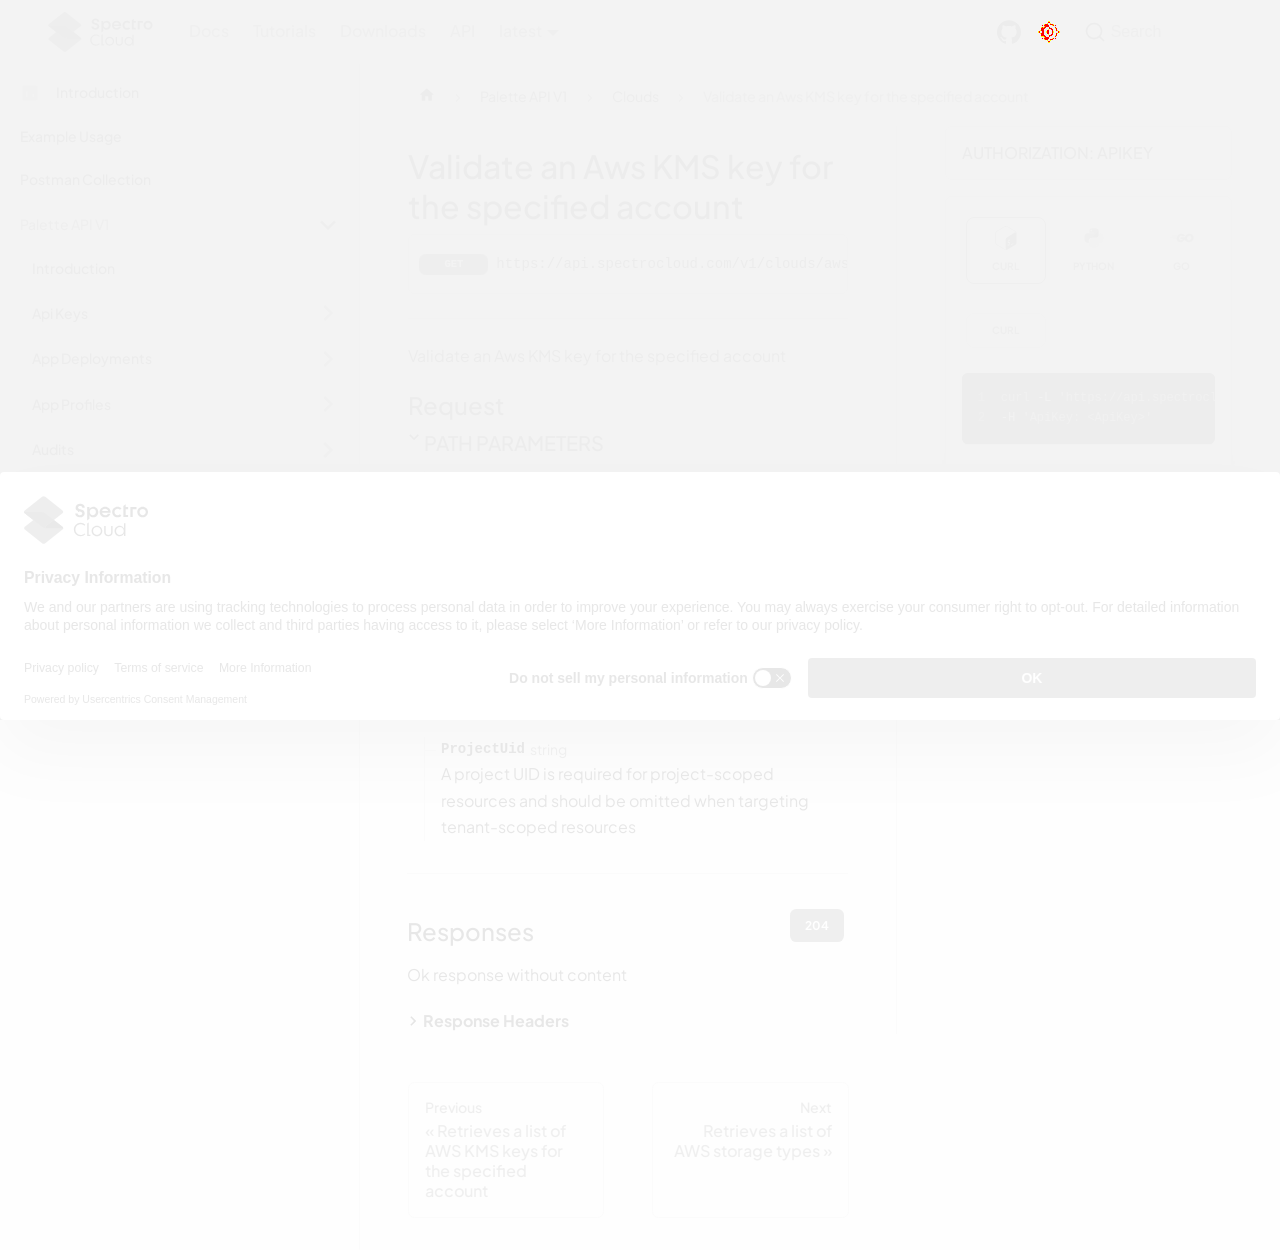 Spectro Cloud
Docs Tutorials Downloads API latest
Search
Introduction
Example Usage
Postman Collection
Palette API V1
Introduction
Api Keys
App Deployments
App Profiles
Audits
Palette API V1
Clouds
Validate an Aws KMS key for the specified account
Validate an Aws KMS key for
the specified account
GET https://api.spectrocloud.com/v1/clouds/aws
Validate an Aws KMS key for the specified account
Request
PATH PARAMETERS
AUTHORIZATION: APIKEY
CURL PYTHON GO
CURL
Spectro Cloud
Privacy Information
We and our partners are using tracking technologies to process personal data in order to improve your experience. You may always exercise your consumer right to opt-out. For detailed information
about personal information we collect and third parties having access to it, please select ‘More Information’ or refer to our privacy policy.
Privacy policy Terms of service More Information
Do not sell my personal information
OK
Powered by Usercentrics Consent Management
ProjectUid string
A project UID is required for project-scoped
resources and should be omitted when targeting
tenant-scoped resources
Responses
204
Ok response without content
Response Headers
Previous
« Retrieves a list of
AWS KMS keys for
the specified
account
Next
Retrieves a list of
AWS storage types »